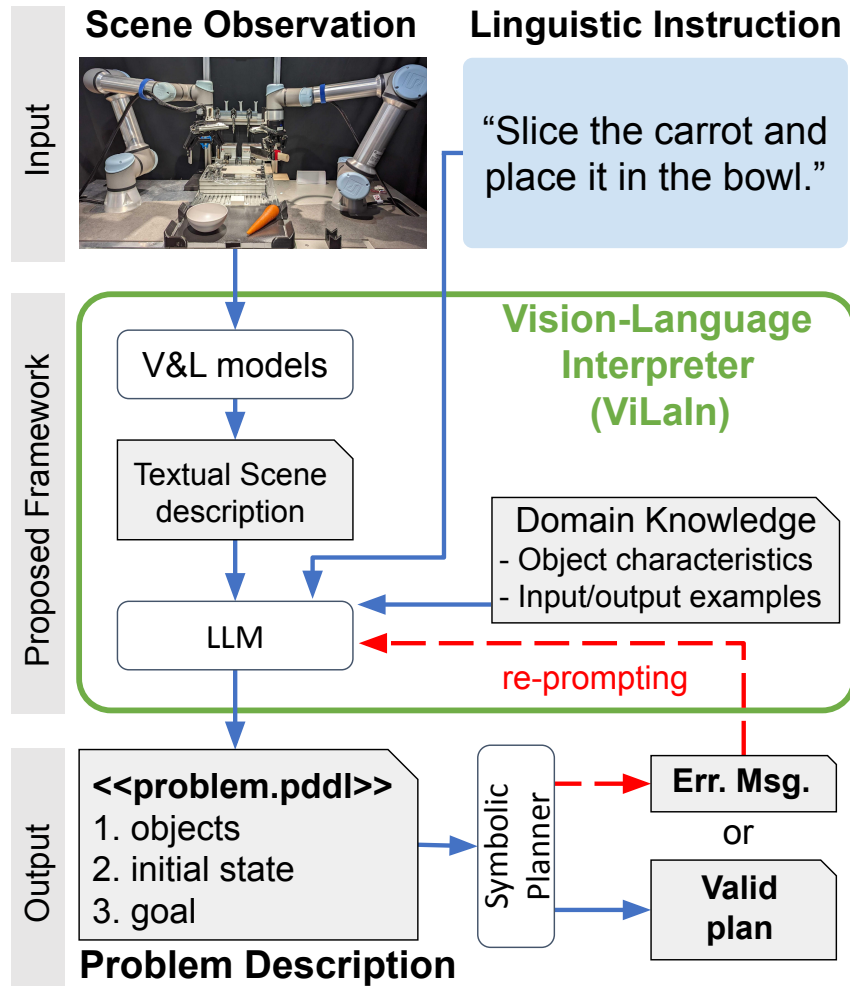 Scene Observation
Linguistic Instruction
Input
“Slice the carrot and
place it in the bowl.”
Proposed Framework
Vision-Language
Interpreter
(ViLaIn)
V&L models
Textual Scene
description
Domain Knowledge
- Object characteristics
- Input/output examples
LLM
re-prompting
Output
<<problem.pddl>>
1. objects
2. initial state
3. goal
Symbolic
Planner
Err. Msg.
or
Valid
plan
Problem Description